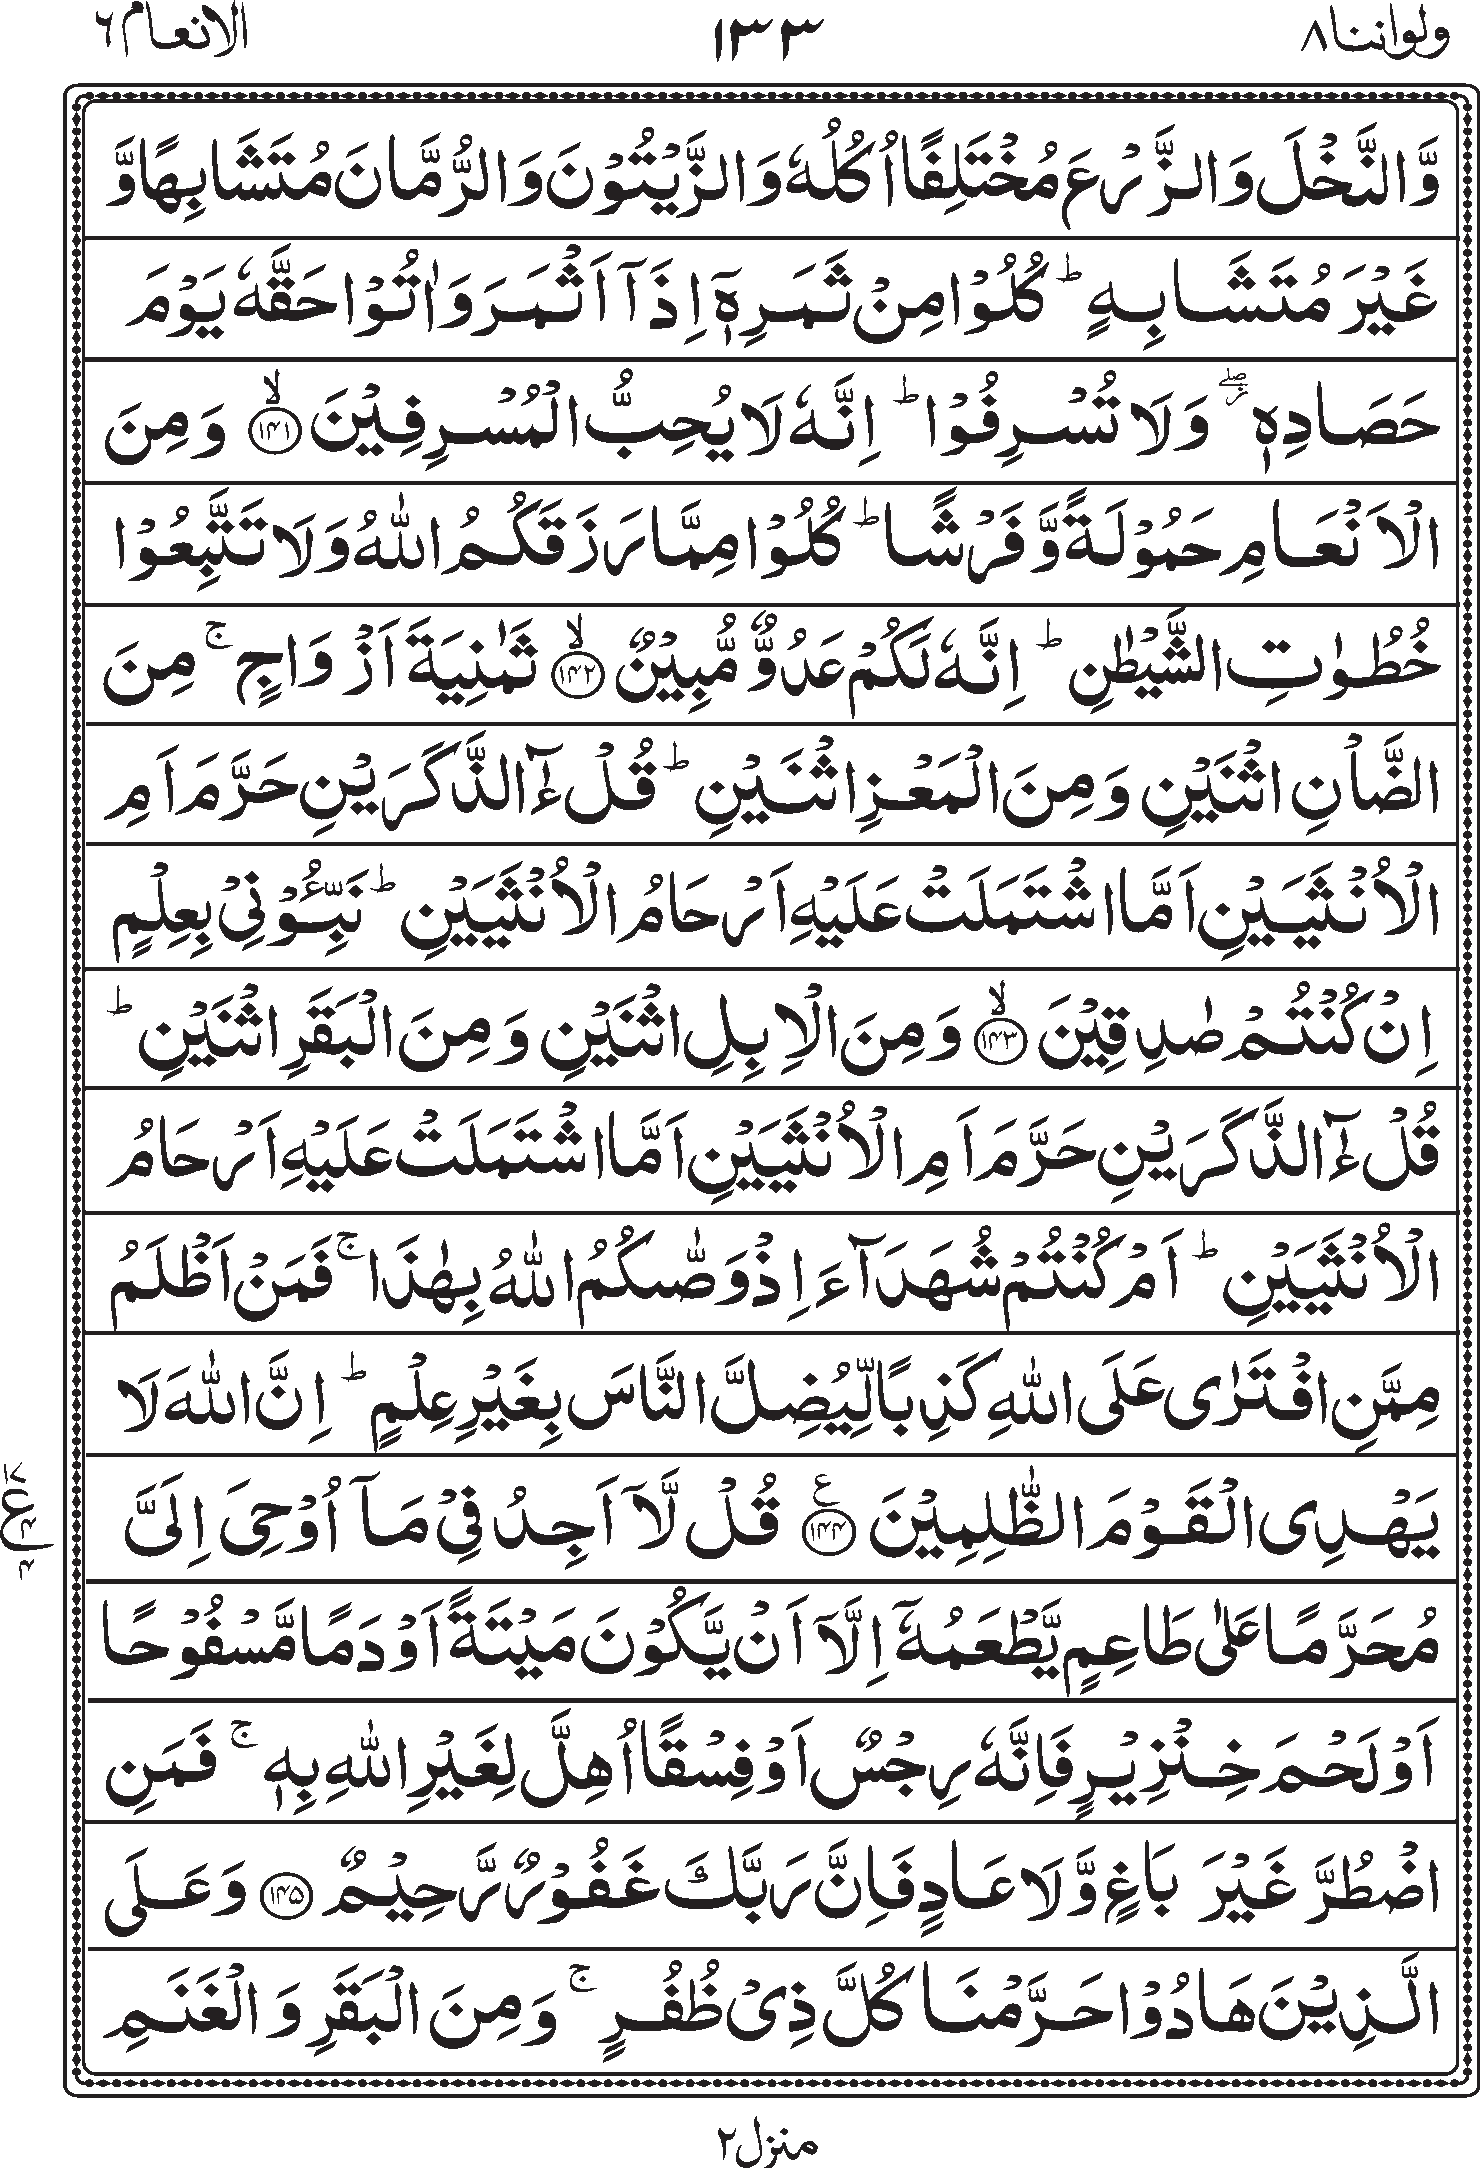 ولواننا ٨ ١٣٣ الانعام ٦
وَّالنَّخْلَ وَالزَّرْعَ مُخْتَلِفًا اُكُلُهٗ وَالزَّيْتُوْنَ وَالرُّمَّانَ مُتَشَابِهًا وَّ
غَيْرَ مُتَشَابِهٍ ؕ كُلُوْا مِنْ ثَمَرِهٖۤ اِذَاۤ اَثْمَرَ وَاٰتُوْا حَقَّهٗ يَوْمَ
حَصَادِهٖ ۖ وَلَا تُسْرِفُوْا ؕ اِنَّهٗ لَا يُحِبُّ الْمُسْرِفِيْنَ ۙ‏﴿۱۴۱﴾ وَمِنَ
الْاَنْعَامِ حَمُوْلَةً وَّفَرْشًا ؕ كُلُوْا مِمَّا رَزَقَكُمُ اللّٰهُ وَلَا تَتَّبِعُوْا
خُطُوٰتِ الشَّيْطٰنِ ؕ اِنَّهٗ لَكُمْ عَدُوٌّ مُّبِيْنٌ ۙ‏﴿۱۴۲﴾ ثَمٰنِيَةَ اَزْوَاجٍ ۚ مِنَ
الضَّاْنِ اثْنَيْنِ وَمِنَ الْمَعْزِ اثْنَيْنِ ؕ قُلْ ءٰٓالذَّكَرَيْنِ حَرَّمَ اَمِ
الْاُنْثَيَيْنِ اَمَّا اشْتَمَلَتْ عَلَيْهِ اَرْحَامُ الْاُنْثَيَيْنِ ؕ نَبِّـُٔوْنِيْ بِعِلْمٍ
اِنْ كُنْتُمْ صٰدِقِيْنَ ۙ‏﴿۱۴۳﴾ وَمِنَ الْاِبِلِ اثْنَيْنِ وَمِنَ الْبَقَرِ اثْنَيْنِ ؕ
قُلْ ءٰٓالذَّكَرَيْنِ حَرَّمَ اَمِ الْاُنْثَيَيْنِ اَمَّا اشْتَمَلَتْ عَلَيْهِ اَرْحَامُ
الْاُنْثَيَيْنِ ؕ اَمْ كُنْتُمْ شُهَدَآءَ اِذْ وَصّٰىكُمُ اللّٰهُ بِهٰذَا ۚ فَمَنْ اَظْلَمُ
مِمَّنِ افْتَرٰى عَلَى اللّٰهِ كَذِبًا لِّيُضِلَّ النَّاسَ بِغَيْرِ عِلْمٍ ؕ اِنَّ اللّٰهَ لَا
يَهْدِى الْقَوْمَ الظّٰلِمِيْنَ ﴿۱۴۴﴾ع قُلْ لَّاۤ اَجِدُ فِيْ مَاۤ اُوْحِىَ اِلَىَّ
مُحَرَّمًا عَلٰى طَاعِمٍ يَّطْعَمُهٗۤ اِلَّاۤ اَنْ يَّكُوْنَ مَيْتَةً اَوْ دَمًا مَّسْفُوْحًا
اَوْ لَحْمَ خِنْزِيْرٍ فَاِنَّهٗ رِجْسٌ اَوْ فِسْقًا اُهِلَّ لِغَيْرِ اللّٰهِ بِهٖ ۚ فَمَنِ
اضْطُرَّ غَيْرَ بَاغٍ وَّلَا عَادٍ فَاِنَّ رَبَّكَ غَفُوْرٌ رَّحِيْمٌ ﴿۱۴۵﴾ وَعَلَى
الَّذِيْنَ هَادُوْا حَرَّمْنَا كُلَّ ذِىْ ظُفُرٍ ۚ وَمِنَ الْبَقَرِ وَالْغَنَمِ
منزل ٢